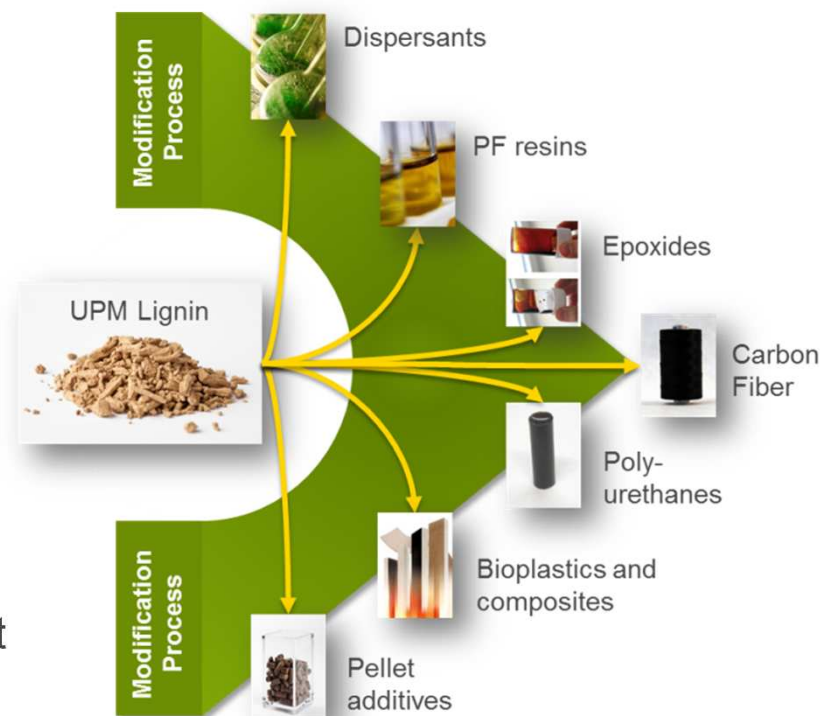 Modification
Process
Dispersants
PF resins
Epoxides
UPM Lignin
Carbon
Fiber
Poly-
urethanes
Bioplastics and
composites
t
Modification
Process
Pellet
additives